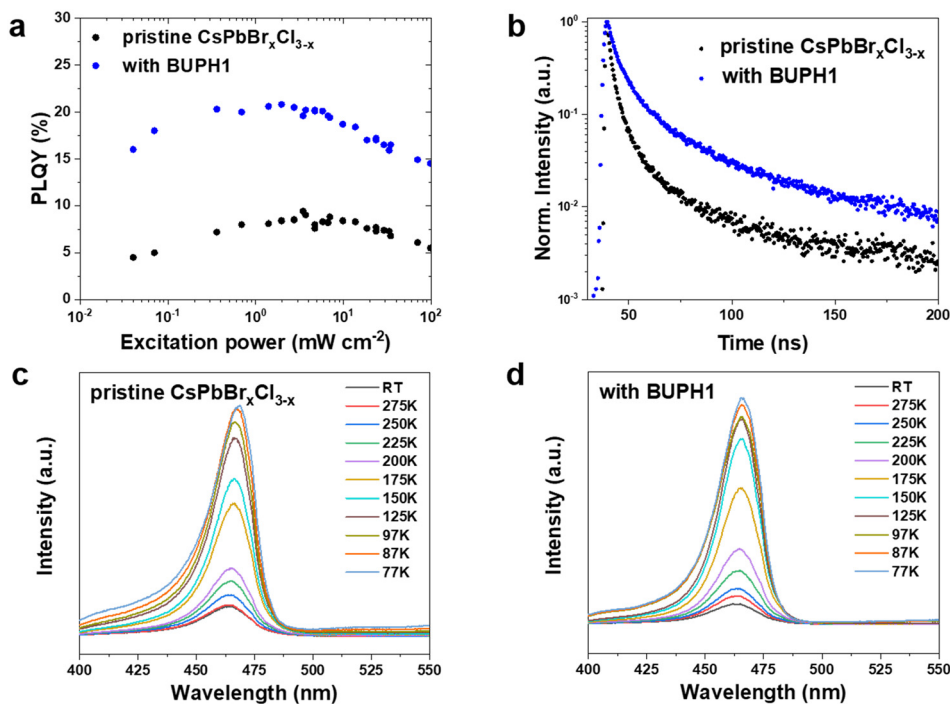 a
pristine CsPbBrxCl3-x
with BUPH1
PLQY (%)
30
25
20
15
10
5
0
10-2
10-1
100
101
102
Excitation power (mW cm-2)
b
pristine CsPbBrxCl3-x
with BUPH1
Norm. Intensity (a.u.)
100
10-1
10-2
10-3
50
100
150
200
Time (ns)
c
pristine CsPbBrxCl3-x
RT
275K
250K
225K
200K
175K
150K
125K
97K
87K
77K
Intensity (a.u.)
400
425
450
475
500
525
550
Wavelength (nm)
d
with BUPH1
RT
275K
250K
225K
200K
175K
150K
125K
97K
87K
77K
Intensity (a.u.)
400
425
450
475
500
525
550
Wavelength (nm)